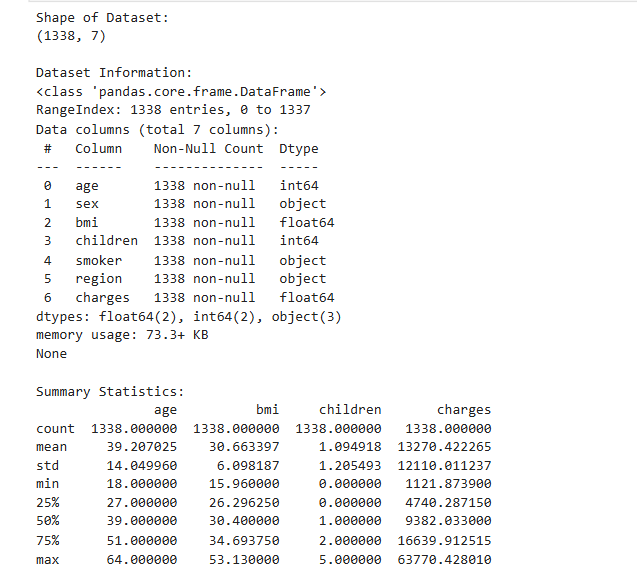 Shape of Dataset:
(1338, 7)
Dataset Information:
<class 'pandas.core.frame.DataFrame'>
RangeIndex: 1338 entries, 0 to 1337
Data columns (total 7 columns):
 #   Column    Non-Null Count  Dtype
---  ------    --------------  -----
 0   age       1338 non-null   int64
 1   sex       1338 non-null   object
 2   bmi       1338 non-null   float64
 3   children  1338 non-null   int64
 4   smoker    1338 non-null   object
 5   region    1338 non-null   object
 6   charges   1338 non-null   float64
dtypes: float64(2), int64(2), object(3)
memory usage: 73.3+ KB
None
Summary Statistics:
               age          bmi     children       charges
count  1338.000000  1338.000000  1338.000000   1338.000000
mean     39.207025    30.663397     1.094918  13270.422265
std      14.049960     6.098187     1.205493  12110.011237
min      18.000000    15.960000     0.000000   1121.873900
25%      27.000000    26.296250     0.000000   4740.287150
50%      39.000000    30.400000     1.000000   9382.033000
75%      51.000000    34.693750     2.000000  16639.912515
max      64.000000    53.130000     5.000000  63770.428010